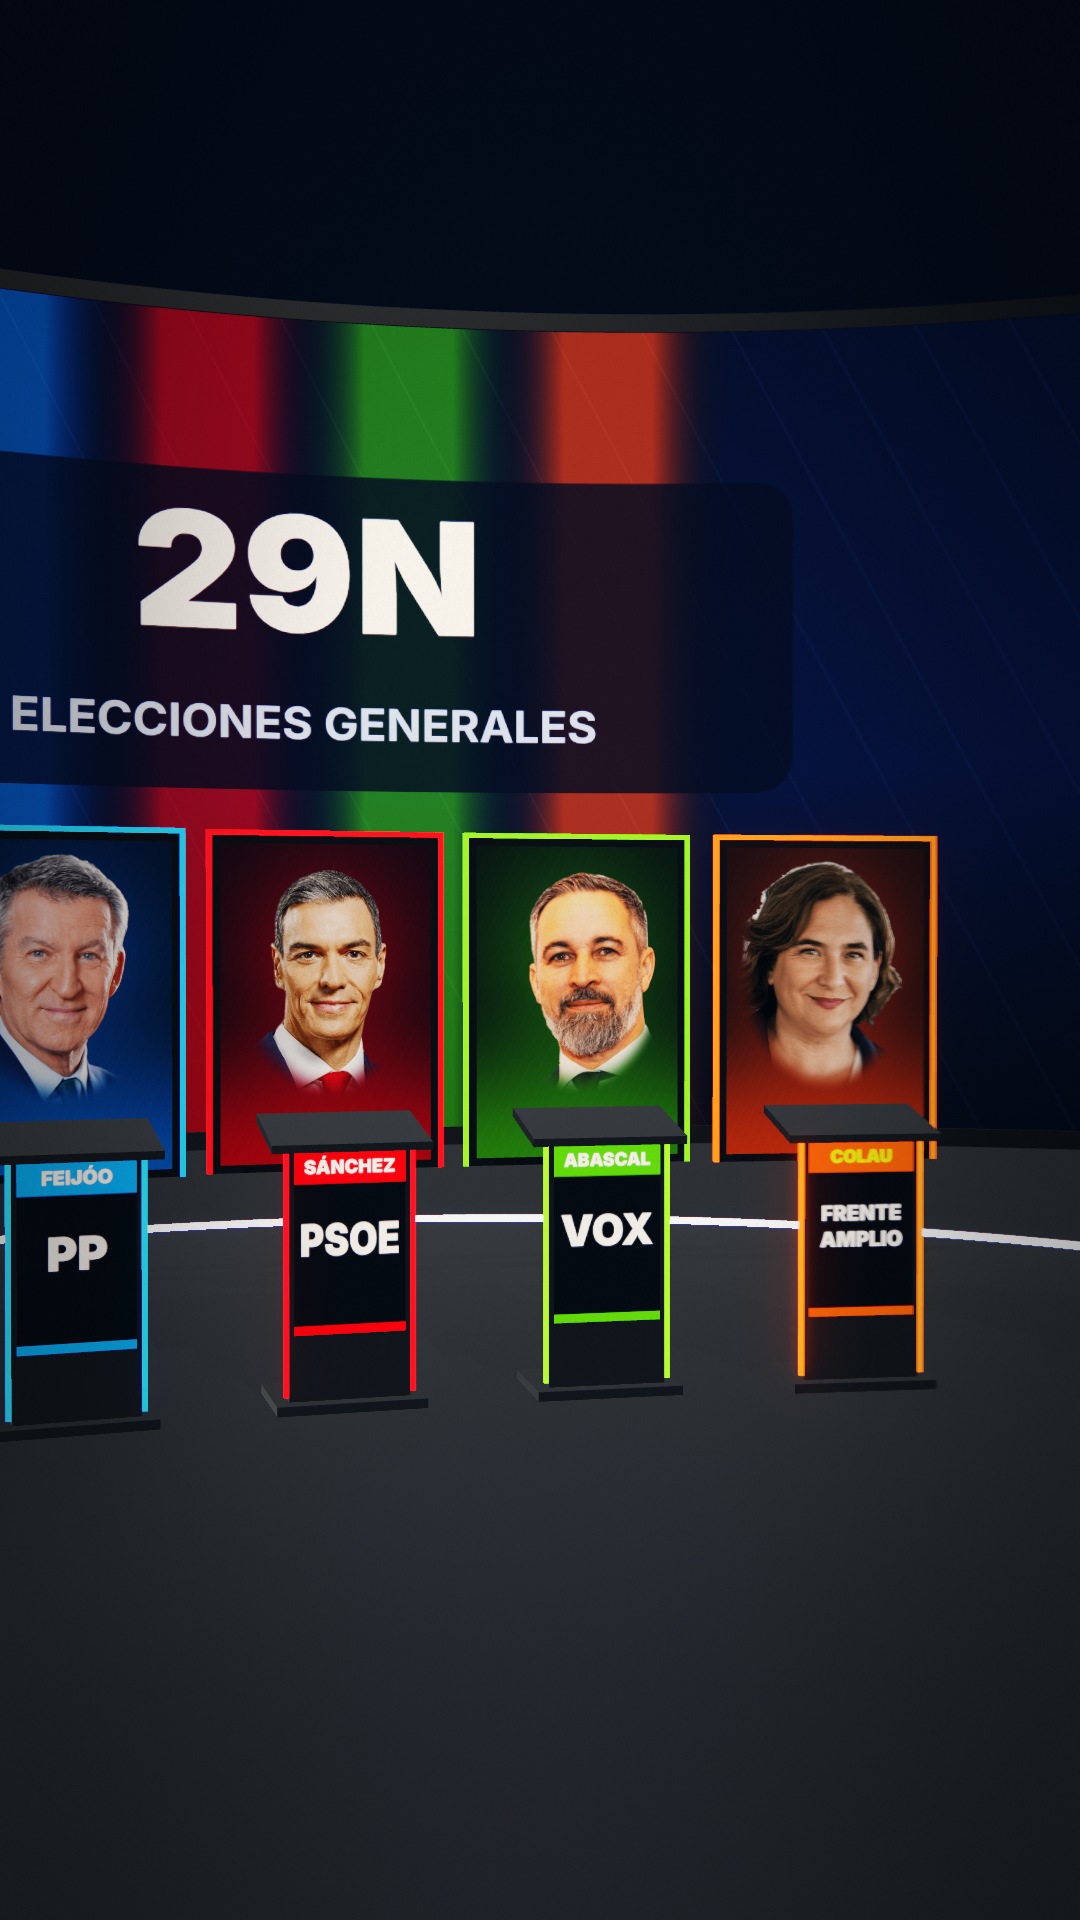 29N
ELECCIONES GENERALES
FEIJÓO
PP
SÁNCHEZ
PSOE
ABASCAL
VOX
COLAU
FRENTE
AMPLIO